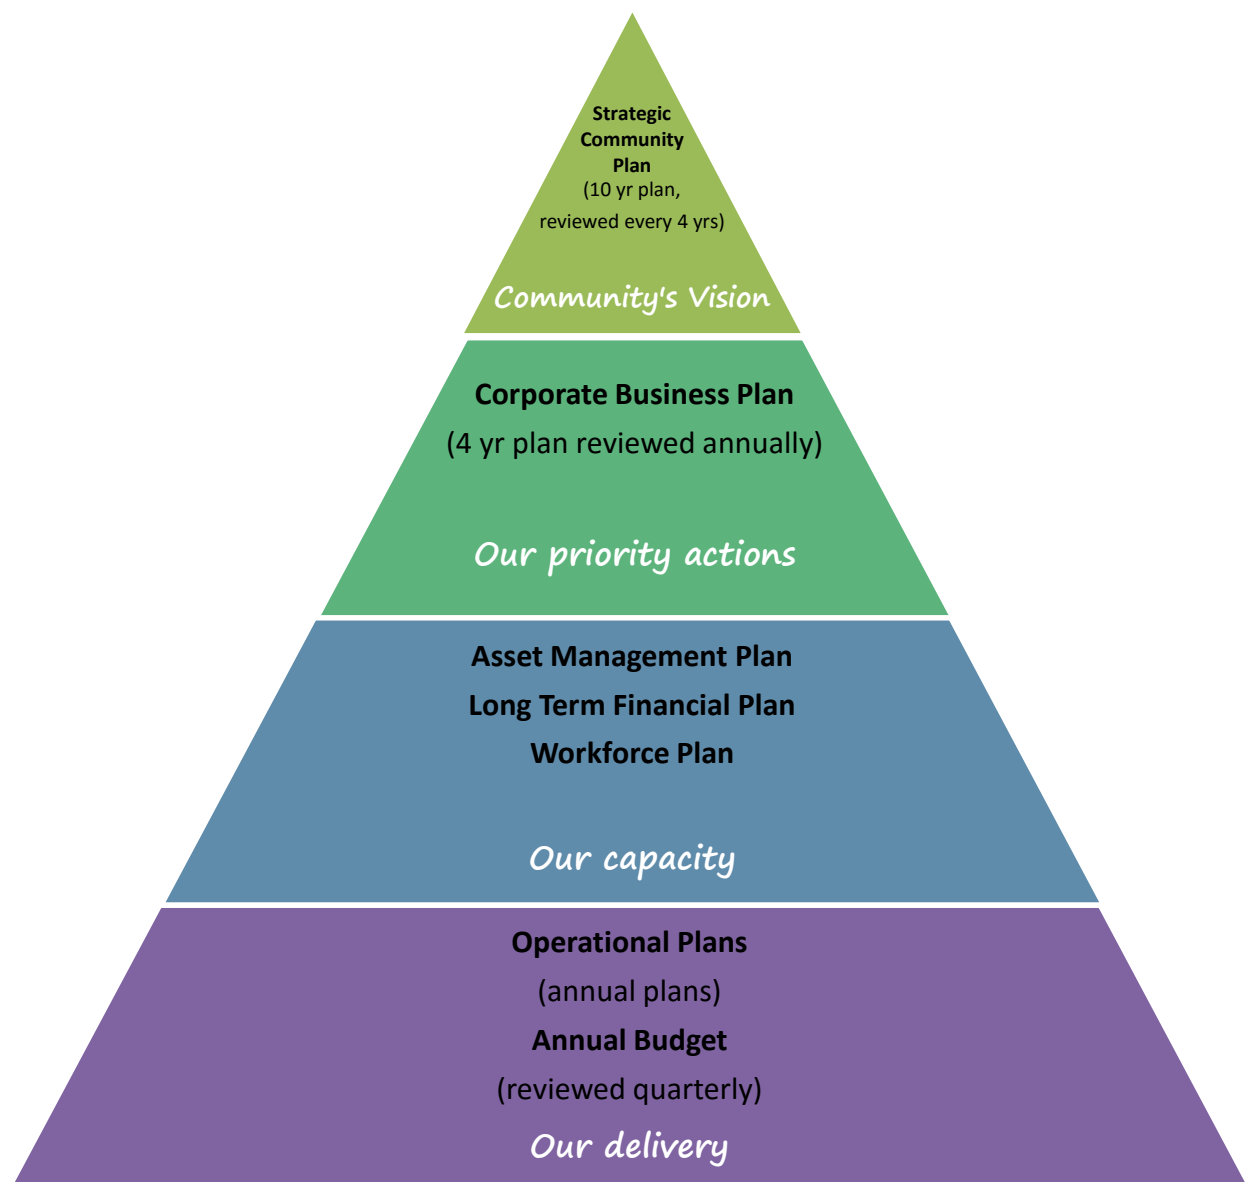 Strategic
Community
Plan
(10 yr plan,
reviewed every 4 yrs)
Community's Vision
Corporate Business Plan
(4 yr plan reviewed annually)
Our priority actions
Asset Management Plan
Long Term Financial Plan
Workforce Plan
Our capacity
Operational Plans
(annual plans)
Annual Budget
(reviewed quarterly)
Our delivery